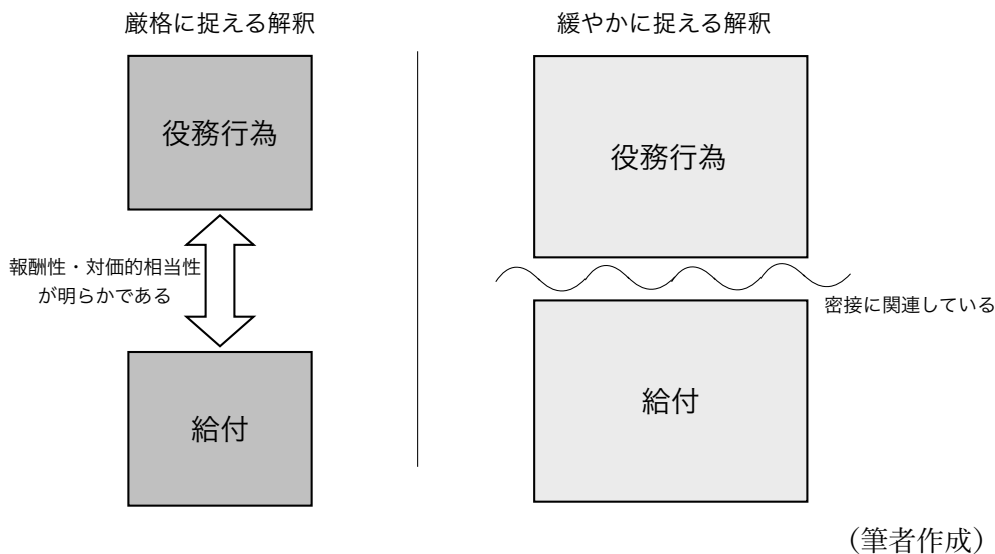 厳格に捉える解釈
役務行為
報酬性・対価的相当性
が明らかである
給付
緩やかに捉える解釈
役務行為
密接に関連している
給付
（筆者作成）